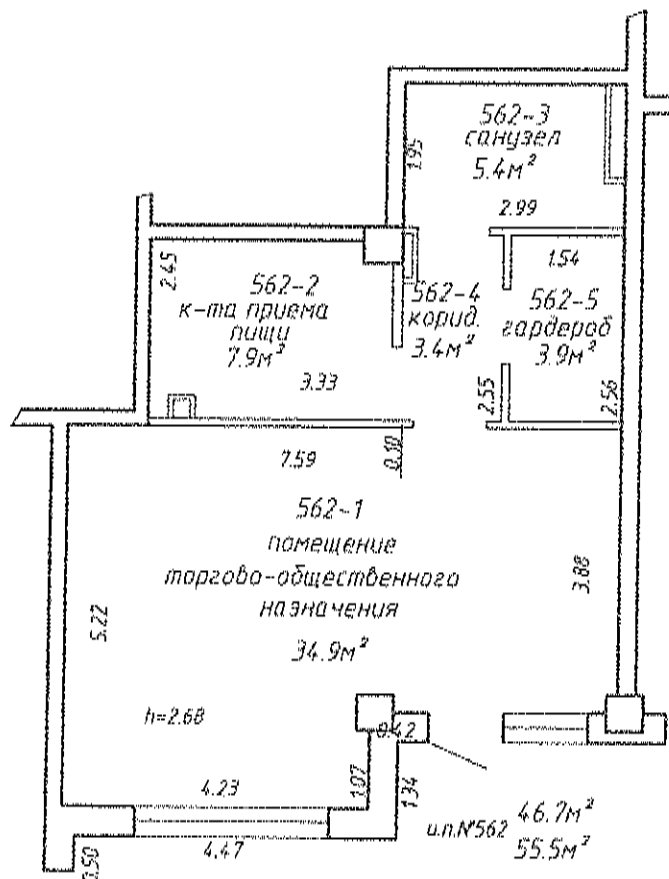 562-3
санузел
5.4м²
1.95
2.99
2.45
562-2
к-та приема
пищи
7.9м²
3.33
562-4
корид.
3.4м²
1.54
562-5
гардероб
3.9м²
2.55
2.56
7.59
0.10
562-1
помещение
торгово-общественного
назначения
34.9м²
5.22
3.88
h=2.68
0.42
4.23
1.07
1.34
4.47
0.50
и.п.№562
46.7м²
55.5м²